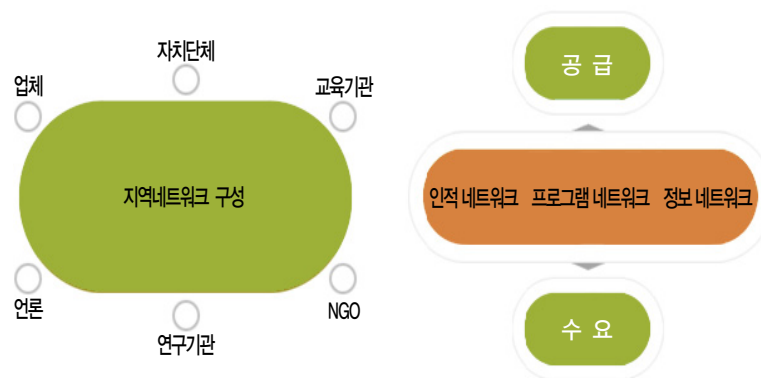 자치단체
업체
교육기관
지역네트워크 구성
언론
연구기관
NGO
공 급
인적 네트워크 프로그램 네트워크 정보 네트워크
수 요